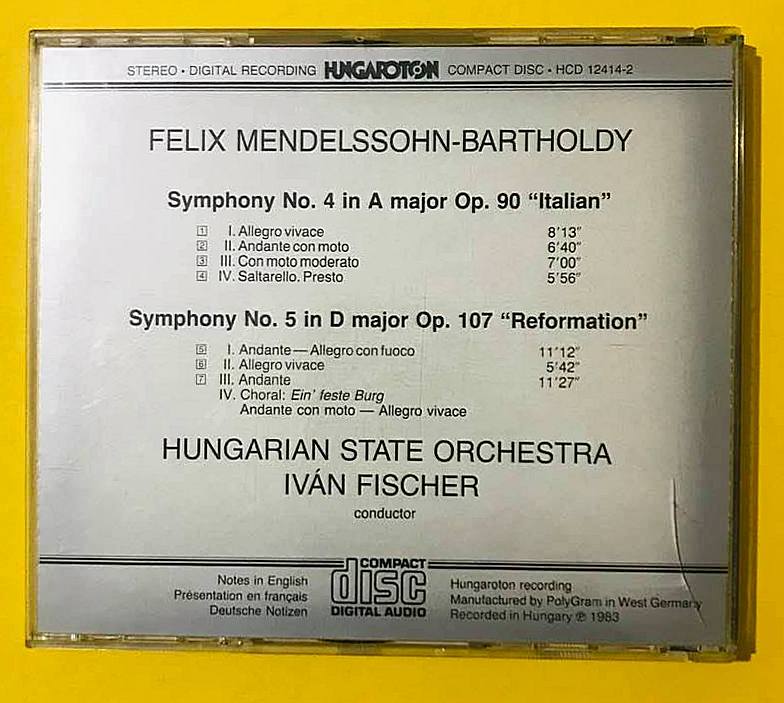 STEREO • DIGITAL RECORDING HUNGAROTON COMPACT DISC • HCD 12414-2
FELIX MENDELSSOHN-BARTHOLDY
Symphony No. 4 in A major Op. 90 “Italian”
1 I. Allegro vivace 8′13″
2 II. Andante con moto 6′40″
3 III. Con moto moderato 7′00″
4 IV. Saltarello. Presto 5′56″
Symphony No. 5 in D major Op. 107 “Reformation”
5 I. Andante — Allegro con fuoco 11′12″
6 II. Allegro vivace 5′42″
7 III. Andante 11′27″
IV. Choral: Ein’ feste Burg
Andante con moto — Allegro vivace
HUNGARIAN STATE ORCHESTRA
IVÁN FISCHER
conductor
Notes in English
Présentation en français
Deutsche Notizen
COMPACT
disc
DIGITAL AUDIO
Hungaroton recording
Manufactured by PolyGram in West Germany
Recorded in Hungary ℗ 1983